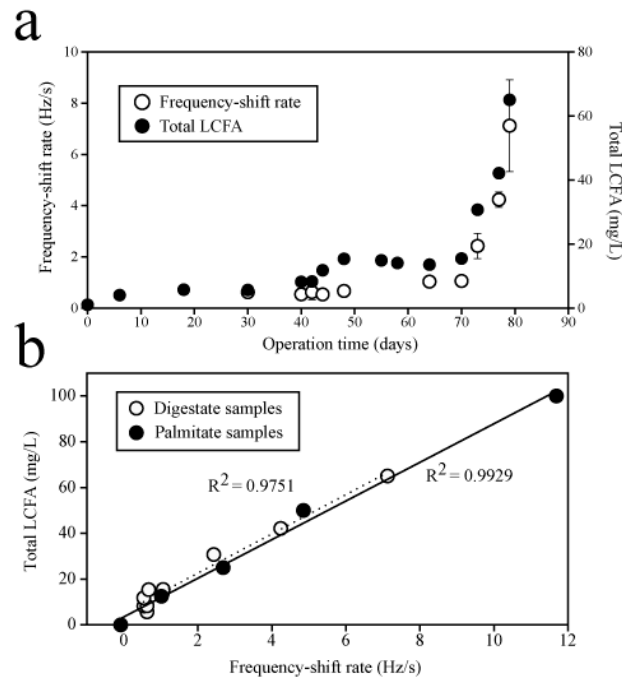 a
Frequency-shift rate (Hz/s)
10
8
6
4
2
0
Frequency-shift rate
Total LCFA
80
60
40
20
0
Total LCFA (mg/L)
0 10 20 30 40 50 60 70 80 90
Operation time (days)
b
Total LCFA (mg/L)
100
80
60
40
20
0
Digestate samples
Palmitate samples
R² = 0.9751
R² = 0.9929
0 2 4 6 8 10 12
Frequency-shift rate (Hz/s)